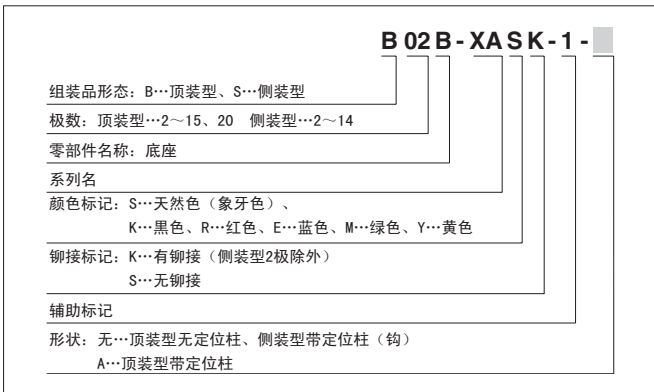 B 02 B - XA S K - 1 -
组装品形态：B…顶装型、S…侧装型
极数：顶装型…2～15、20 侧装型…2～14
零部件名称：底座
系列名
颜色标记：S…天然色（象牙色）、
K…黑色、R…红色、E…蓝色、M…绿色、Y…黄色
铆接标记：K…有铆接（侧装型2极除外）
S…无铆接
辅助标记
形状：无…顶装型无定位柱、侧装型带定位柱（钩）
A…顶装型带定位柱